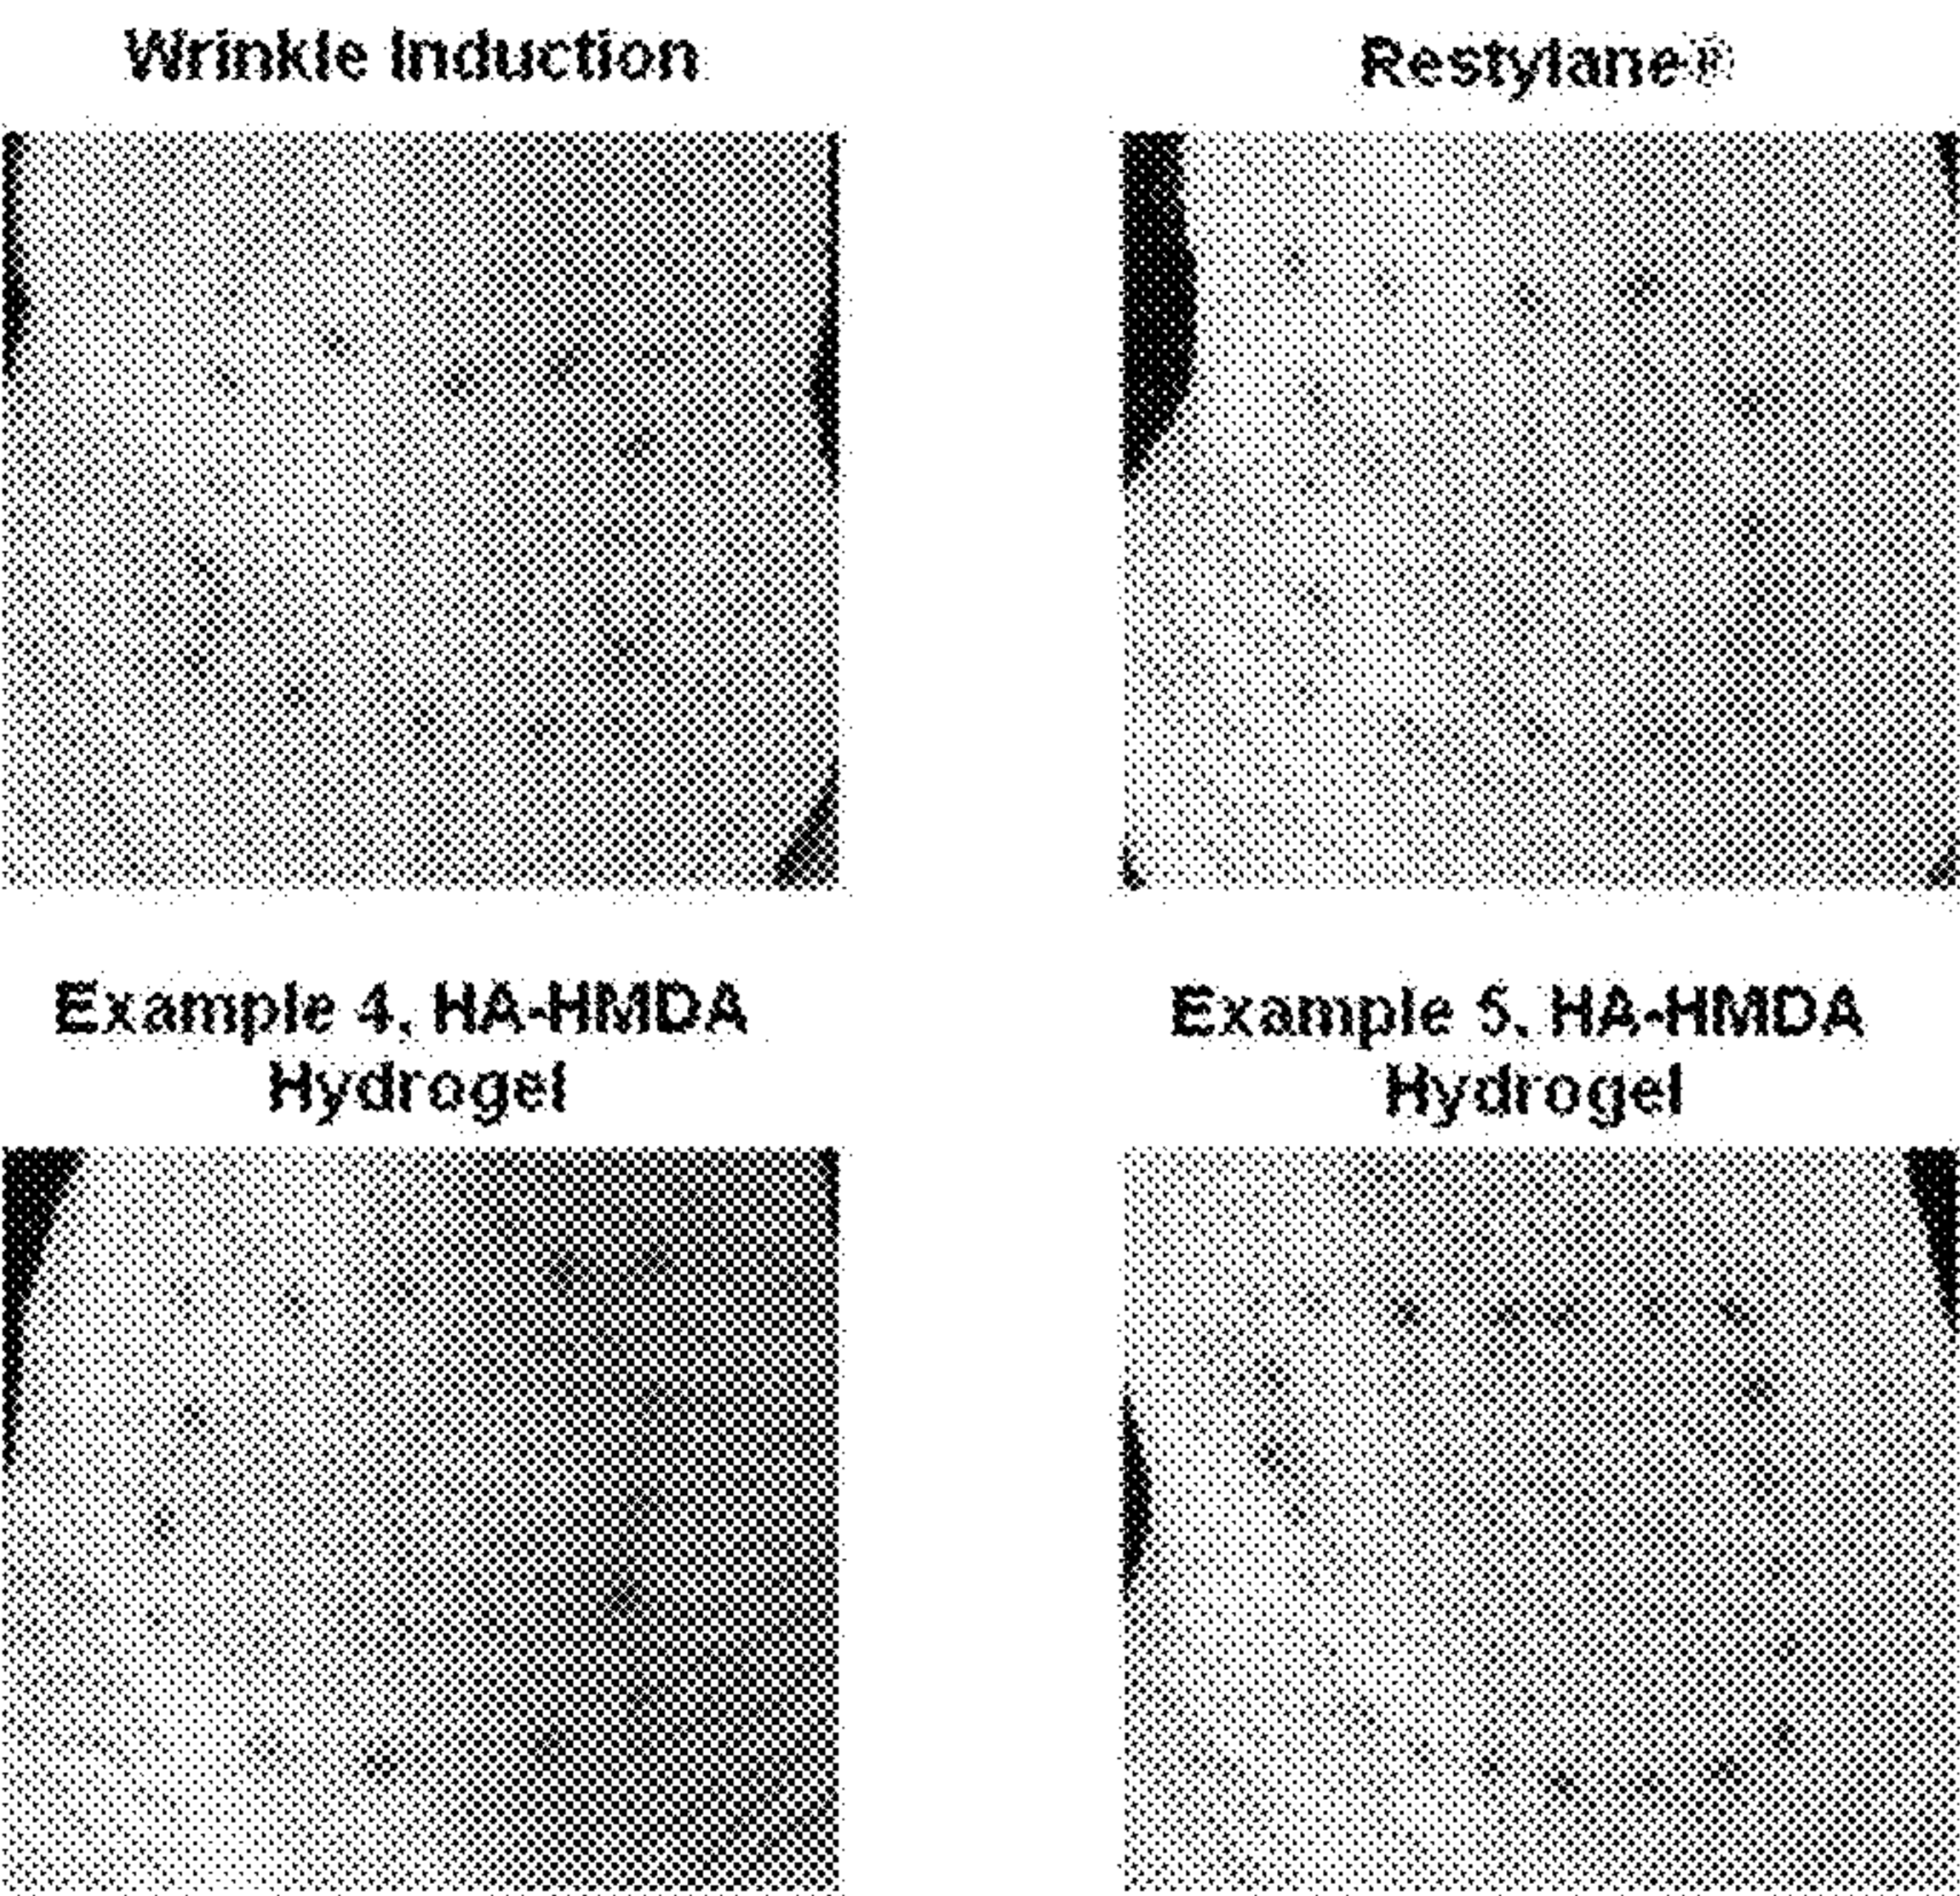 Wrinkle Induction
Restylane®
Example 4, HA-HMDA
Hydrogel
Example 5, HA-HMDA
Hydrogel